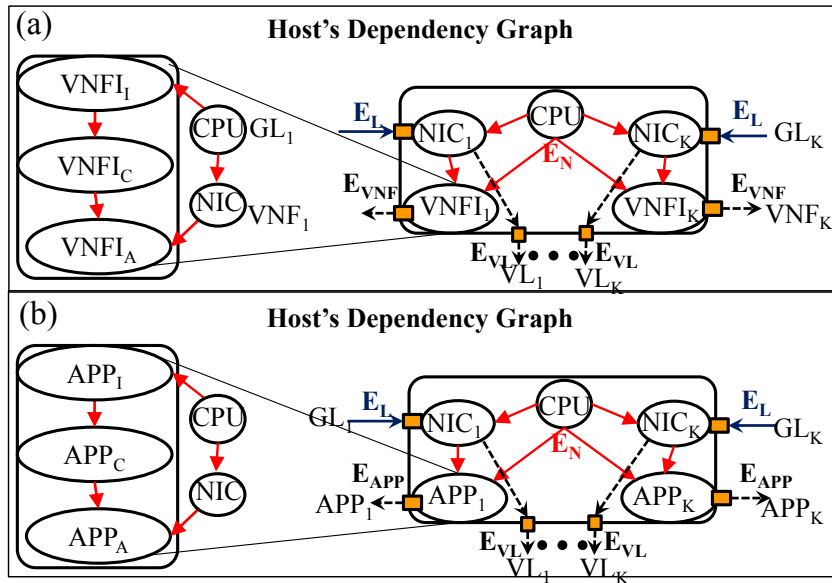 (a)
Host's Dependency Graph
VNFI_I
CPU GL_1
VNFI_C
NIC VNF_1
VNFI_A
E_L NIC_1 CPU NIC_K E_L GL_K
E_N
E_VNF VNFI_1 VNFI_K E_VNF VNF_K
E_VL E_VL
VL_1 VL_K
(b)
Host's Dependency Graph
APP_I
CPU
APP_C
NIC
APP_A
GL_1 E_L NIC_1 CPU NIC_K E_L GL_K
E_N
E_APP APP_1 APP_K E_APP
APP_1 APP_K
E_VL E_VL
VL_1 VL_K